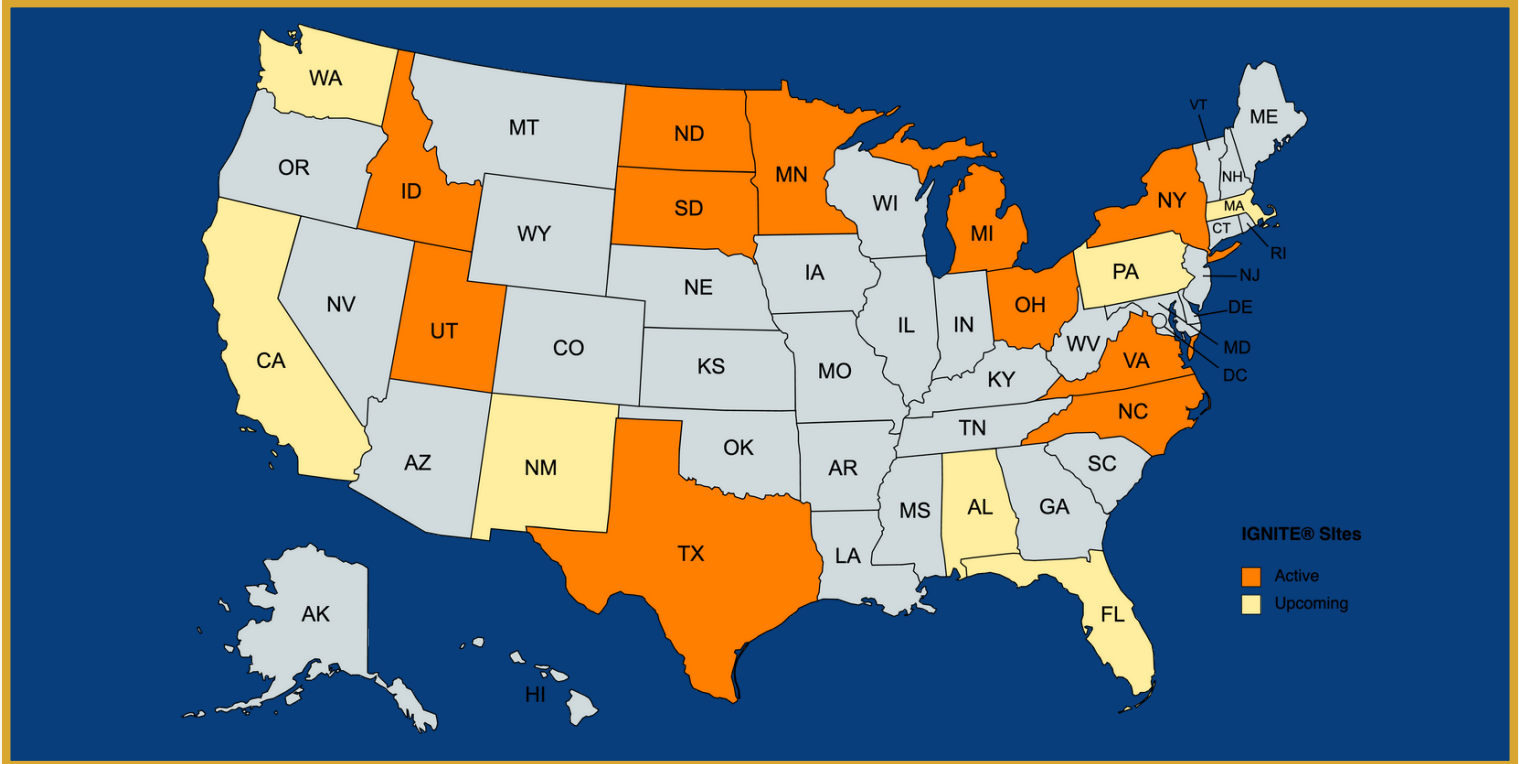 WA
MT
ND
MN
OR
ID
SD
WI
MI
NY
VT
ME
NH
MA
CT
RI
WY
IA
PA
NJ
NE
NV
UT
CO
IL
IN
OH
DE
MD
DC
WV
VA
CA
KS
MO
KY
NC
TN
AZ
NM
OK
AR
SC
MS
AL
GA
TX
LA
FL
AK
HI
IGNITE® SItes
Active
Upcoming